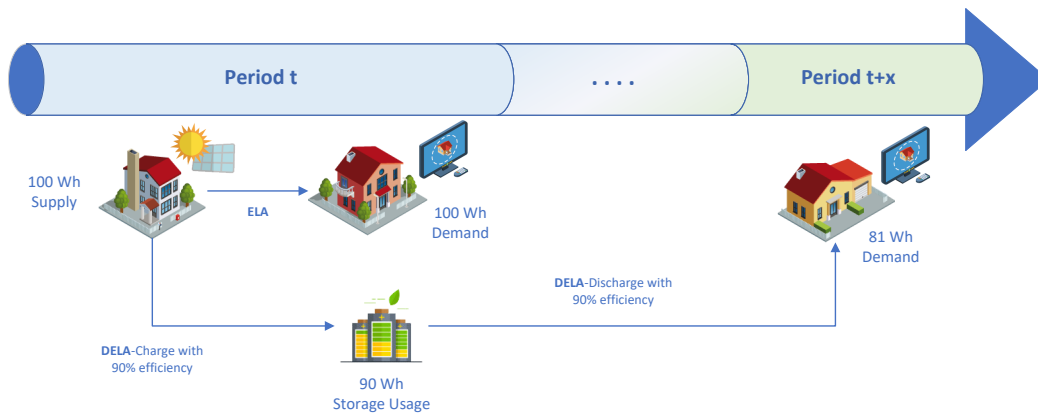 Period t
. . . .
Period t+x
100 Wh
Supply
ELA
100 Wh
Demand
81 Wh
Demand
DELA-Discharge with
90% efficiency
DELA-Charge with
90% efficiency
90 Wh
Storage Usage